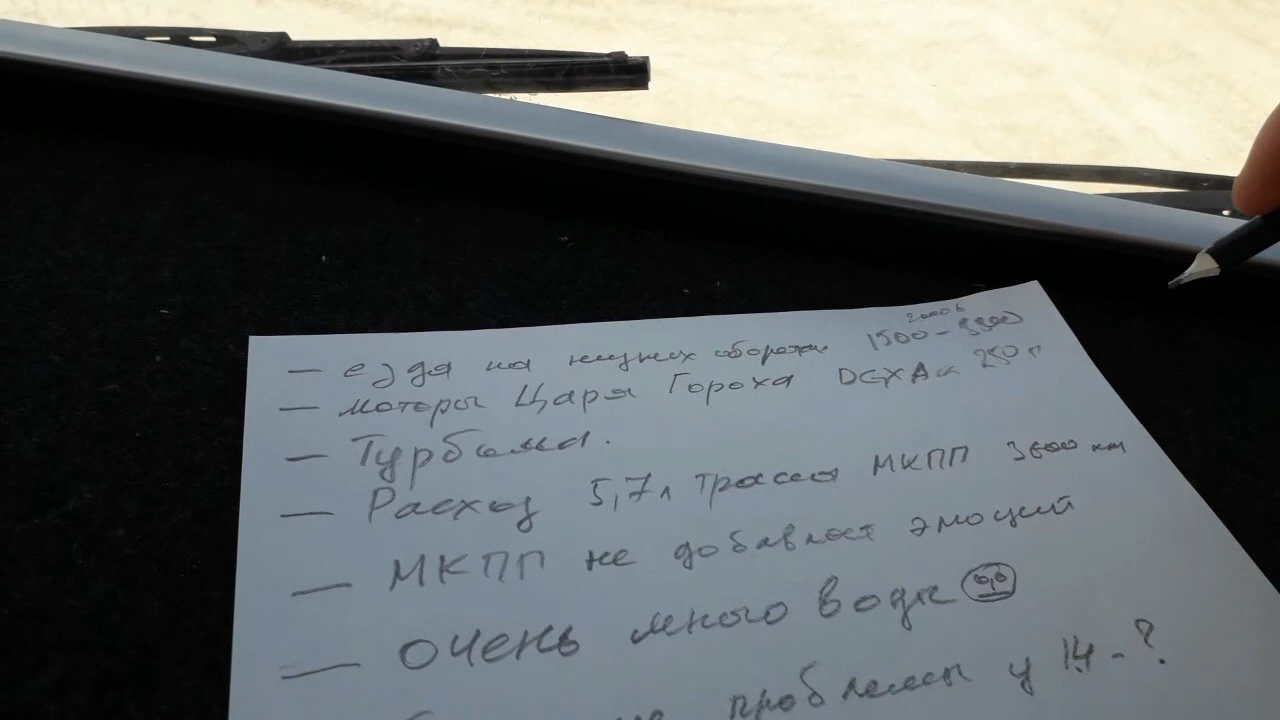 — езда на низких оборотах 1500 – 3300
— моторы Царя Гороха DCXA 250 л
— Турбояма.
— Расход 5,7л трасса МКПП 3600 км
— МКПП не добавляет эмоций
— очень много воды
проблемы у 1.4 - ?